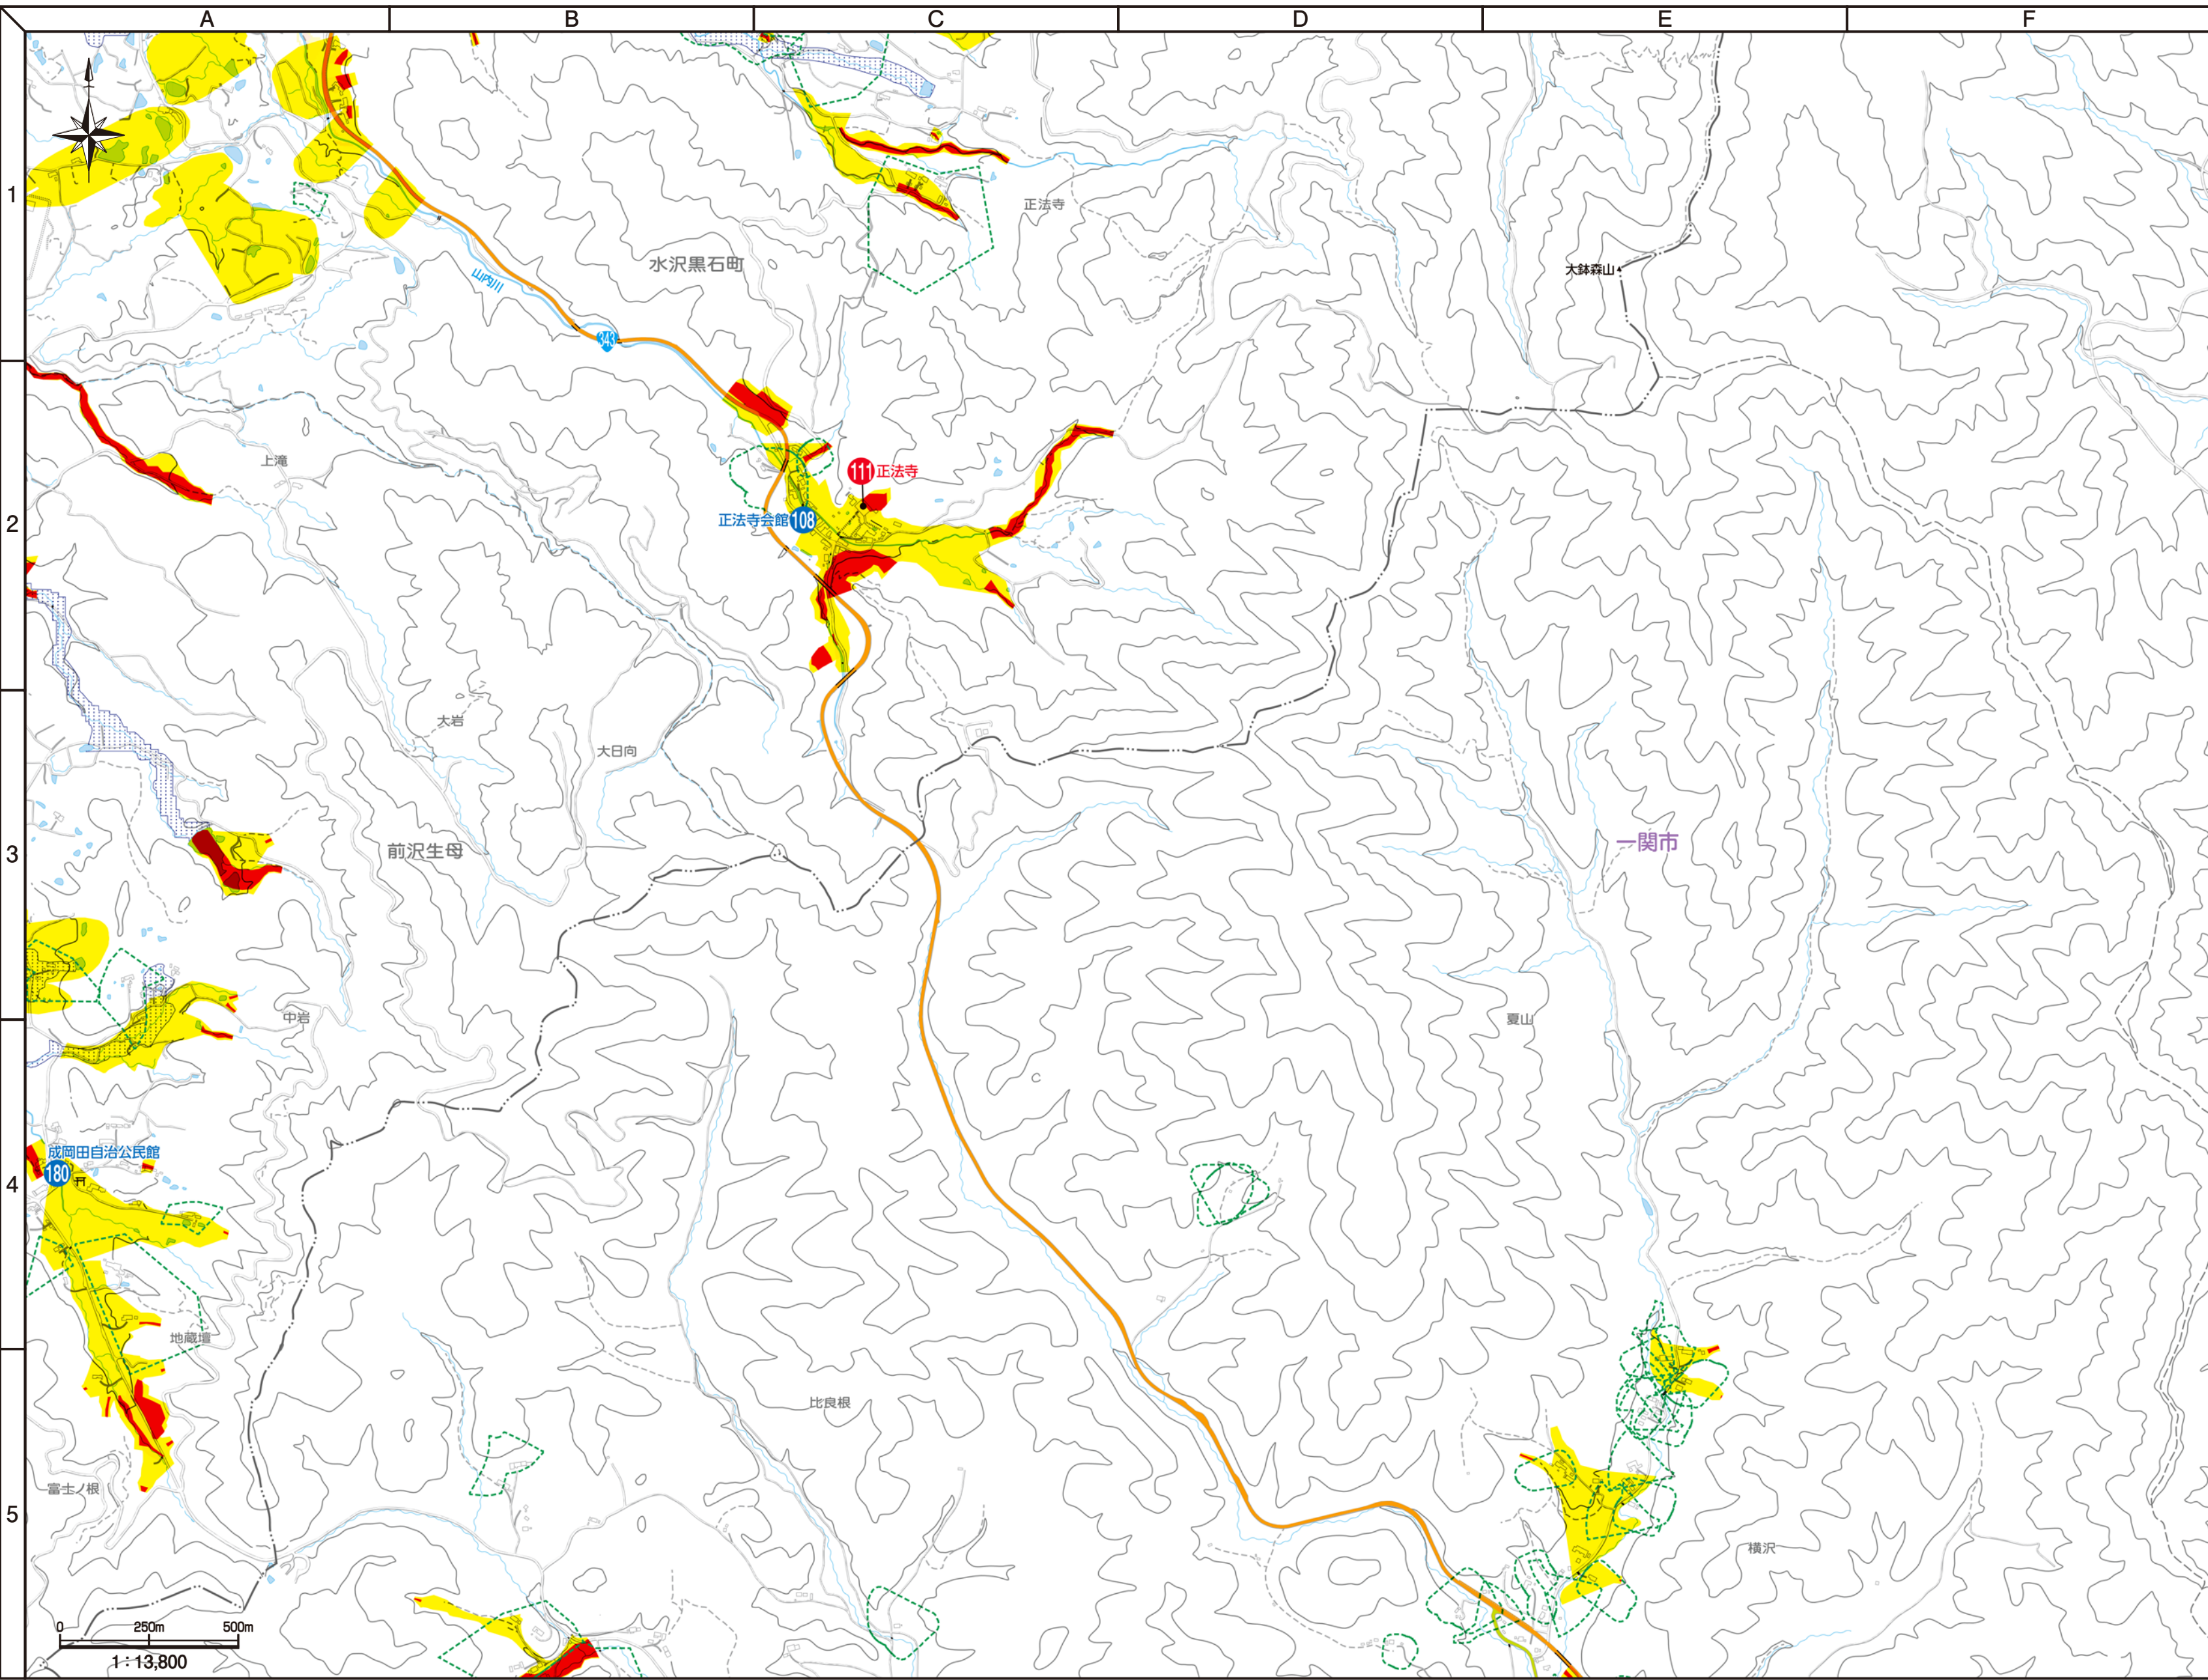 A
B
C
D
E
F
1
正法寺
水沢黒石町
大鉢森山
山内川
343
上滝
111 正法寺
2
正法寺会館 108
大岩
大日向
3
前沢生母
一関市
中岩
夏山
成岡田自治公民館
180
4
地蔵壇
比良根
富士ノ根
5
横沢
0 250m 500m
1：13,800